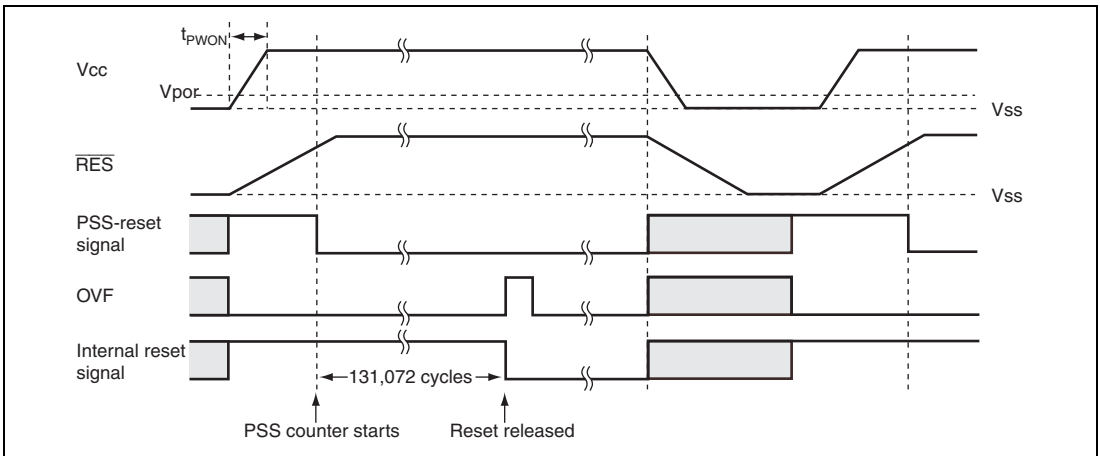 tPWON
Vcc
Vpor
Vss
RES
Vss
PSS-reset
signal
OVF
Internal reset
signal
131,072 cycles
PSS counter starts
Reset released